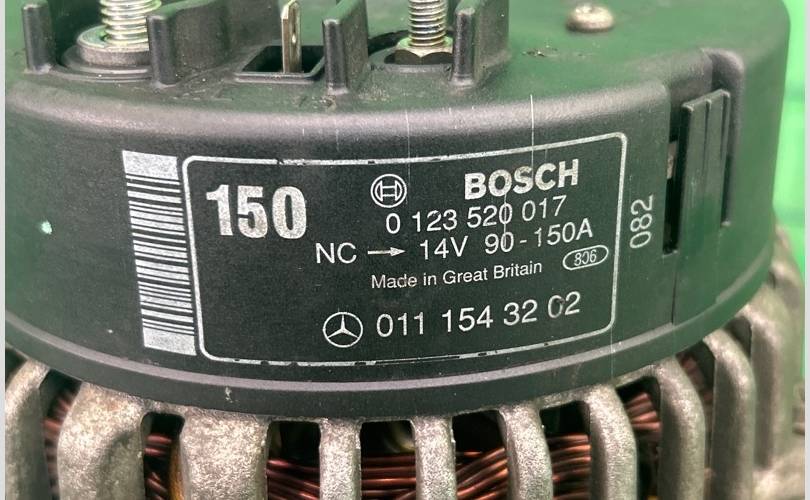 150
BOSCH
0 123 520 017
NC → 14V 90-150A
806
Made in Great Britain
011 154 32 02
082